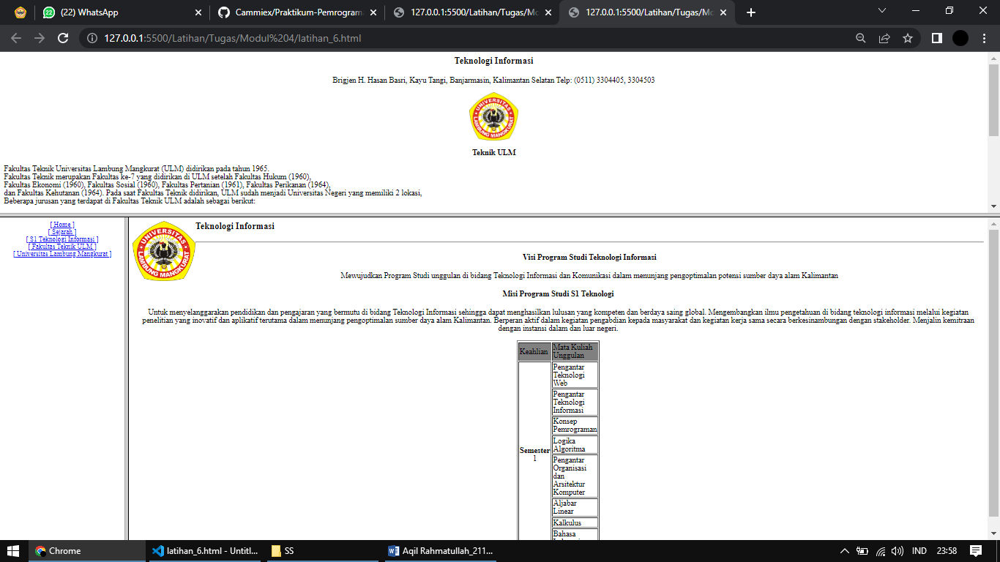 (22) WhatsApp
Cammiex/Praktikum-Pemrogram
127.0.0.1:5500/Latihan/Tugas/Mo
127.0.0.1:5500/Latihan/Tugas/Mo
127.0.0.1:5500/Latihan/Tugas/Modul%204/latihan_6.html
Teknologi Informasi
Brigjen H. Hasan Basri, Kayu Tangi, Banjarmasin, Kalimantan Selatan Telp: (0511) 3304405, 3304503
UNIVERSITAS
LAMBUNG MANGKURAT
Teknik ULM
Fakultas Teknik Universitas Lambung Mangkurat (ULM) didirikan pada tahun 1965.
Fakultas Teknik merupakan Fakultas ke-7 yang didirikan di ULM setelah Fakultas Hukum (1960),
Fakultas Ekonomi (1960), Fakultas Sosial (1960), Fakultas Pertanian (1961), Fakultas Perikanan (1964),
dan Fakultas Kehutanan (1964). Pada saat Fakultas Teknik didirikan, ULM sudah menjadi Universitas Negeri yang memiliki 2 lokasi,
Beberapa jurusan yang terdapat di Fakultas Teknik ULM adalah sebagai berikut:
[ Home ]
[ Sejarah ]
[ S1 Teknologi Informasi ]
[ Fakultas Teknik ULM ]
[ Universitas Lambung Mangkurat ]
UNIVERSITAS
LAMBUNG MANGKURAT
Teknologi Informasi
Visi Program Studi Teknologi Informasi
Mewujudkan Program Studi unggulan di bidang Teknologi Informasi dan Komunikasi dalam menunjang pengoptimalan potensi sumber daya alam Kalimantan
Misi Program Studi S1 Teknologi
Untuk menyelanggarakan pendidikan dan pengajaran yang bermutu di bidang Teknologi Informasi sehingga dapat menghasilkan lulusan yang kompeten dan berdaya saing global. Mengembangkan ilmu pengetahuan di bidang teknologi informasi melalui kegiatan
penelitian yang inovatif dan aplikatif terutama dalam menunjang pengoptimalan sumber daya alam Kalimantan. Berperan aktif dalam kegiatan pengabdian kepada masyarakat dan kegiatan kerja sama secara berkesinambungan dengan stakeholder. Menjalin kemitraan
dengan instansi dalam dan luar negeri.
Keahlian
Mata Kuliah
Unggulan
Semester
1
Pengantar
Teknologi
Web
Pengantar
Teknologi
Informasi
Konsep
Pemrograman
Logika
Algoritma
Pengantar
Organisasi
dan
Arsitektur
Komputer
Aljabar
Linear
Kalkulus
Bahasa
Chrome
latihan_6.html - Untitl...
SS
Aqil Rahmatullah_211...
IND
23:58